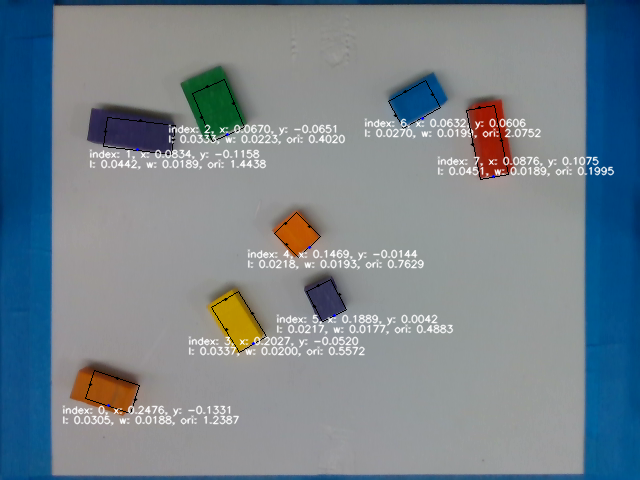 index: 6, x: 0.0632, y: 0.0606
l: 0.0270, w: 0.0199, ori: 2.0752
index: 2, x: 0.0670, y: -0.0651
l: 0.0333, w: 0.0223, ori: 0.4020
index: 1, x: 0.0834, y: -0.1158
l: 0.0442, w: 0.0189, ori: 1.4438
index: 7, x: 0.0876, y: 0.1075
l: 0.0451, w: 0.0189, ori: 0.1995
index: 4, x: 0.1469, y: -0.0144
l: 0.0218, w: 0.0193, ori: 0.7629
index: 5, x: 0.1889, y: 0.0042
l: 0.0217, w: 0.0177, ori: 0.4883
index: 3, x: 0.2027, y: -0.0520
l: 0.0337, w: 0.0200, ori: 0.5572
index: 0, x: 0.2476, y: -0.1331
l: 0.0305, w: 0.0188, ori: 1.2387